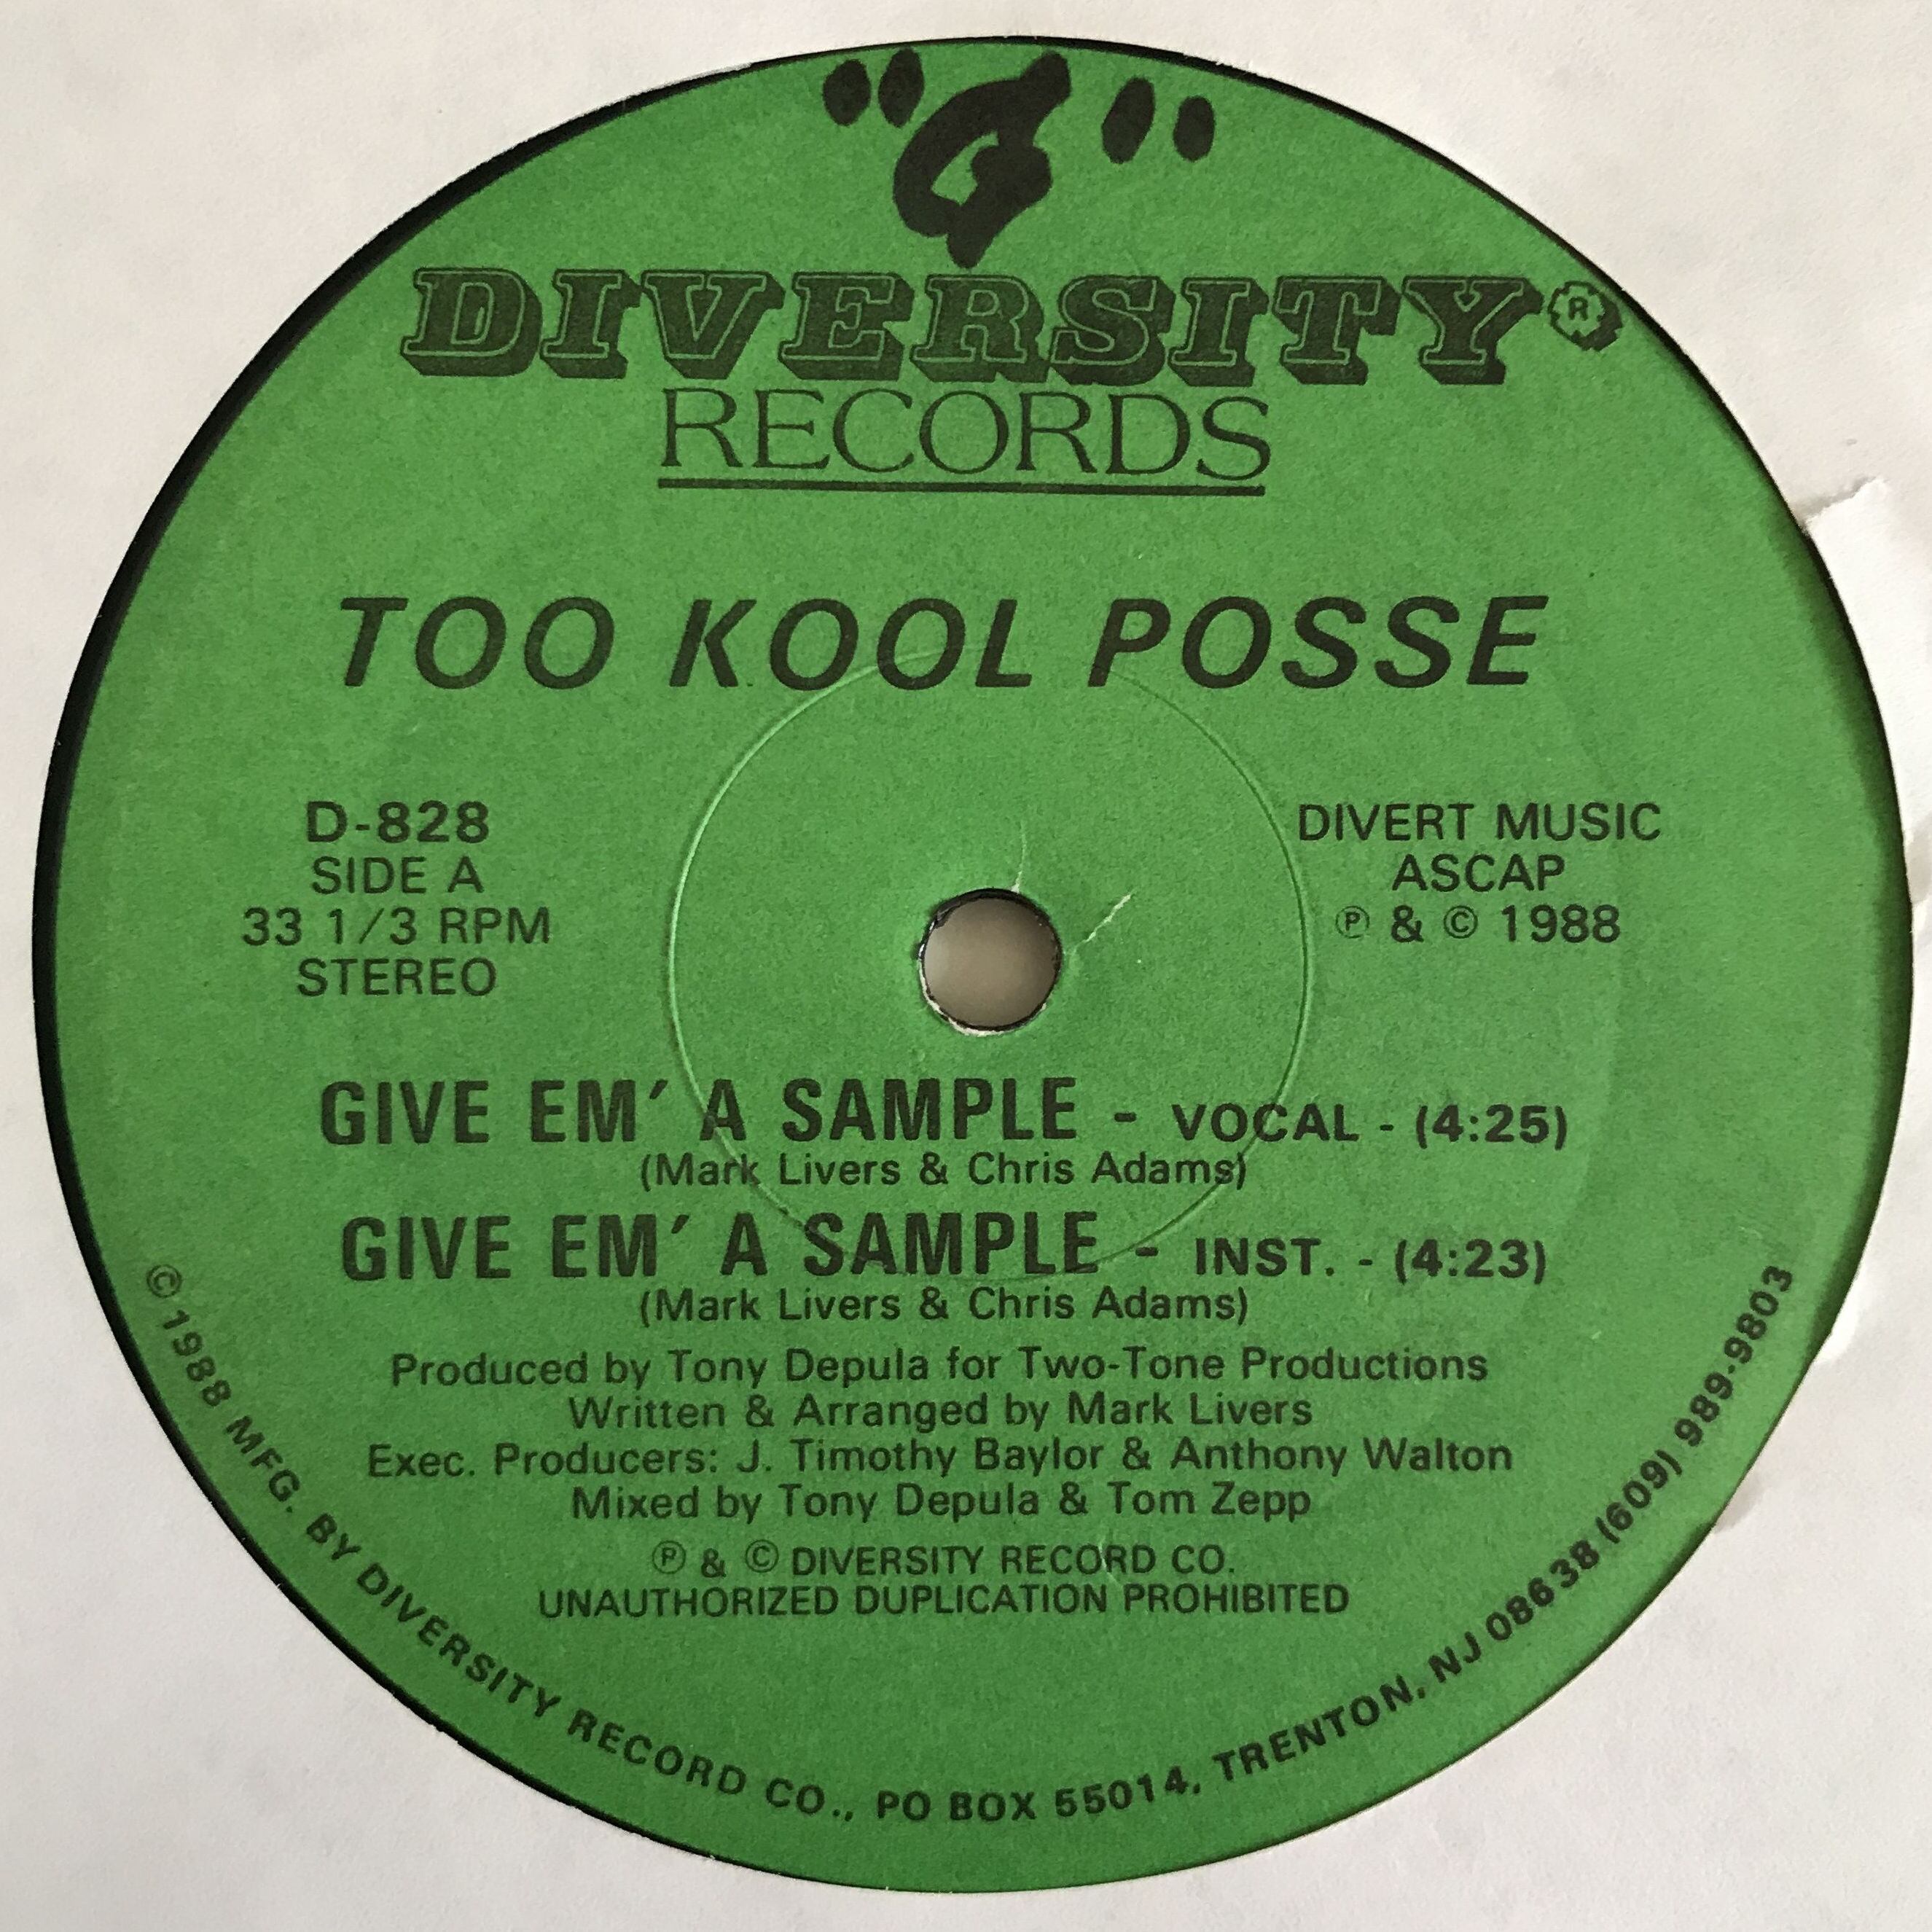 "G"
DIVERSITY®
RECORDS
TOO KOOL POSSE
D-828
SIDE A
33 1/3 RPM
STEREO
DIVERT MUSIC
ASCAP
℗ & © 1988
GIVE EM' A SAMPLE - VOCAL - (4:25)
(Mark Livers & Chris Adams)
GIVE EM' A SAMPLE - INST. - (4:23)
(Mark Livers & Chris Adams)
Produced by Tony Depula for Two-Tone Productions
Written & Arranged by Mark Livers
Exec. Producers: J. Timothy Baylor & Anthony Walton
Mixed by Tony Depula & Tom Zepp
℗ & © DIVERSITY RECORD CO.
UNAUTHORIZED DUPLICATION PROHIBITED
© 1988 MFG. BY DIVERSITY RECORD CO., PO BOX 55014, TRENTON, NJ 08638 (609) 989-9803